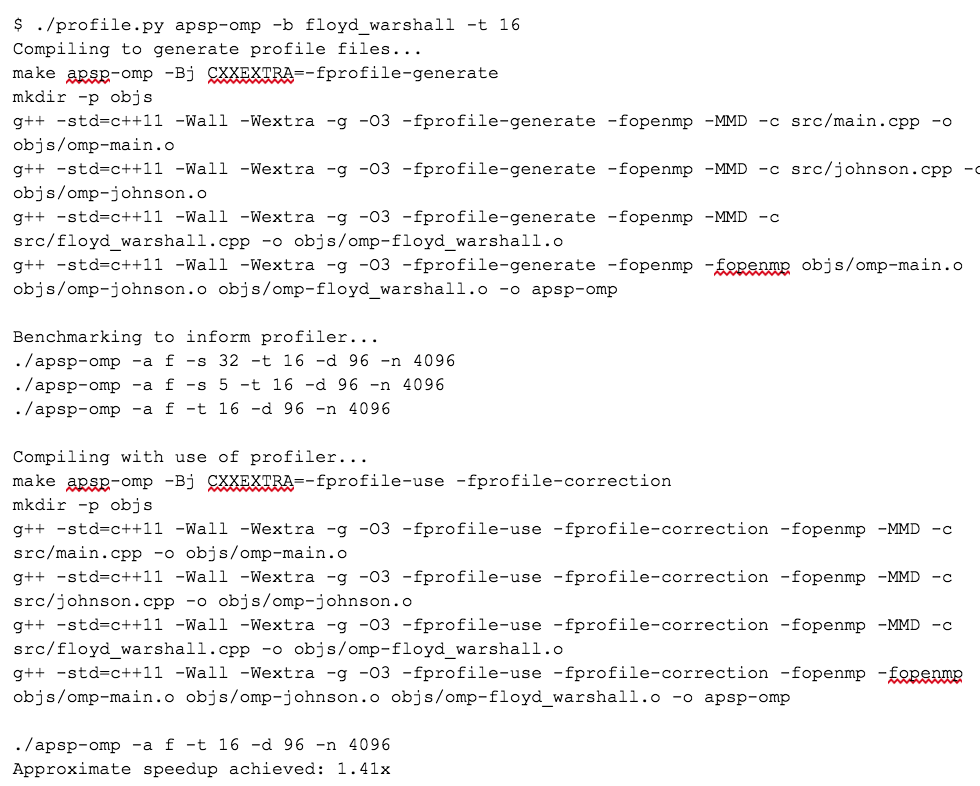 $ ./profile.py apsp-omp -b floyd_warshall -t 16
Compiling to generate profile files...
make apsp-omp -Bj CXXEXTRA=-fprofile-generate
mkdir -p objs
g++ -std=c++11 -Wall -Wextra -g -O3 -fprofile-generate -fopenmp -MMD -c src/main.cpp -o
objs/omp-main.o
g++ -std=c++11 -Wall -Wextra -g -O3 -fprofile-generate -fopenmp -MMD -c src/johnson.cpp -o
objs/omp-johnson.o
g++ -std=c++11 -Wall -Wextra -g -O3 -fprofile-generate -fopenmp -MMD -c
src/floyd_warshall.cpp -o objs/omp-floyd_warshall.o
g++ -std=c++11 -Wall -Wextra -g -O3 -fprofile-generate -fopenmp -fopenmp objs/omp-main.o
objs/omp-johnson.o objs/omp-floyd_warshall.o -o apsp-omp

Benchmarking to inform profiler...
./apsp-omp -a f -s 32 -t 16 -d 96 -n 4096
./apsp-omp -a f -s 5 -t 16 -d 96 -n 4096
./apsp-omp -a f -t 16 -d 96 -n 4096

Compiling with use of profiler...
make apsp-omp -Bj CXXEXTRA=-fprofile-use -fprofile-correction
mkdir -p objs
g++ -std=c++11 -Wall -Wextra -g -O3 -fprofile-use -fprofile-correction -fopenmp -MMD -c
src/main.cpp -o objs/omp-main.o
g++ -std=c++11 -Wall -Wextra -g -O3 -fprofile-use -fprofile-correction -fopenmp -MMD -c
src/johnson.cpp -o objs/omp-johnson.o
g++ -std=c++11 -Wall -Wextra -g -O3 -fprofile-use -fprofile-correction -fopenmp -MMD -c
src/floyd_warshall.cpp -o objs/omp-floyd_warshall.o
g++ -std=c++11 -Wall -Wextra -g -O3 -fprofile-use -fprofile-correction -fopenmp -fopenmp
objs/omp-main.o objs/omp-johnson.o objs/omp-floyd_warshall.o -o apsp-omp

./apsp-omp -a f -t 16 -d 96 -n 4096
Approximate speedup achieved: 1.41x